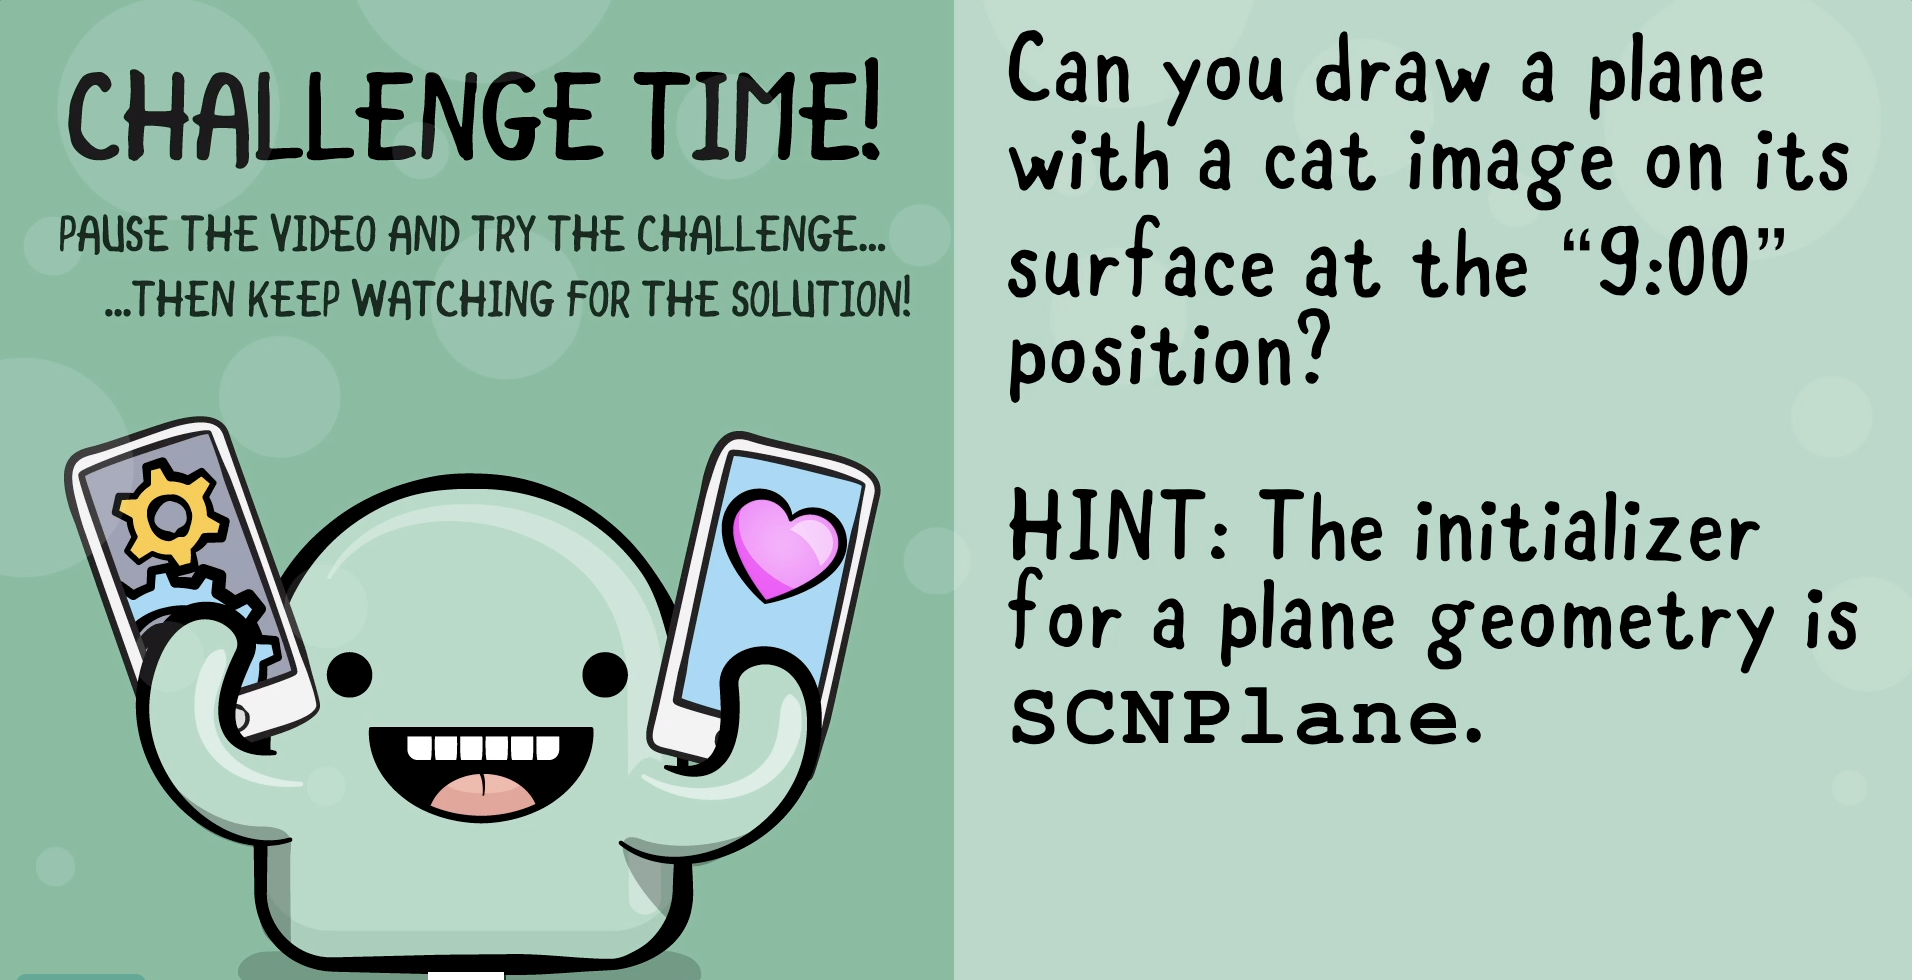 CHALLENGE TIME!
PAUSE THE VIDEO AND TRY THE CHALLENGE...
...THEN KEEP WATCHING FOR THE SOLUTION!
Can you draw a plane
with a cat image on its
surface at the “9:00”
position?
HINT: The initializer
for a plane geometry is
SCNPlane.